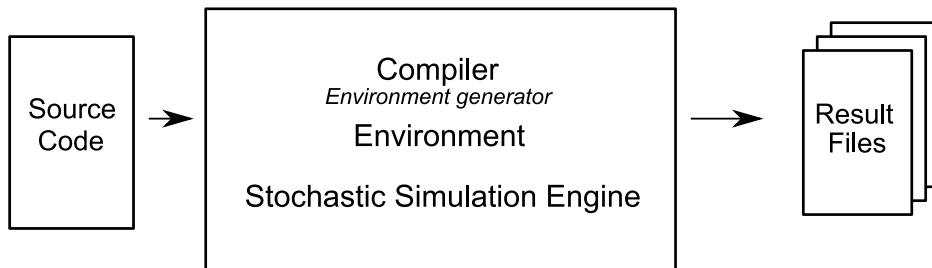 Source
Code
Compiler
Environment generator
Environment
Stochastic Simulation Engine
Result
Files